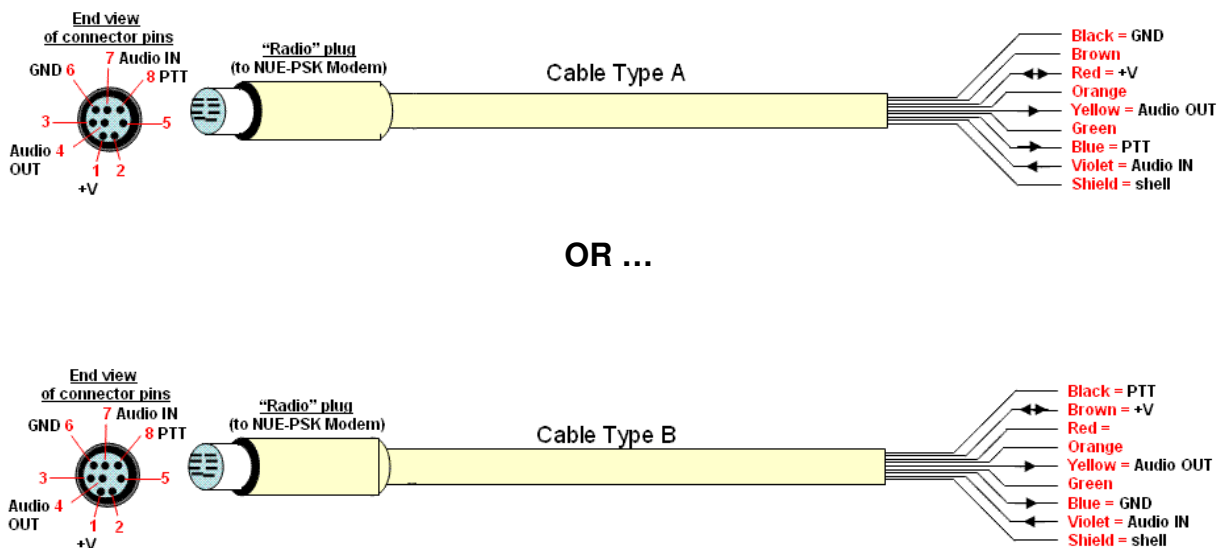 End view
of connector pins
7 Audio IN
GND 6
8 PTT
3
5
Audio 4
OUT
1 2
+V
"Radio" plug
(to NUE-PSK Modem)
Cable Type A
Black = GND
Brown
Red = +V
Orange
Yellow = Audio OUT
Green
Blue = PTT
Violet = Audio IN
Shield = shell
OR ...
End view
of connector pins
7 Audio IN
GND 6
8 PTT
3
5
Audio 4
OUT
1 2
+V
"Radio" plug
(to NUE-PSK Modem)
Cable Type B
Black = PTT
Brown = +V
Red =
Orange
Yellow = Audio OUT
Green
Blue = GND
Violet = Audio IN
Shield = shell